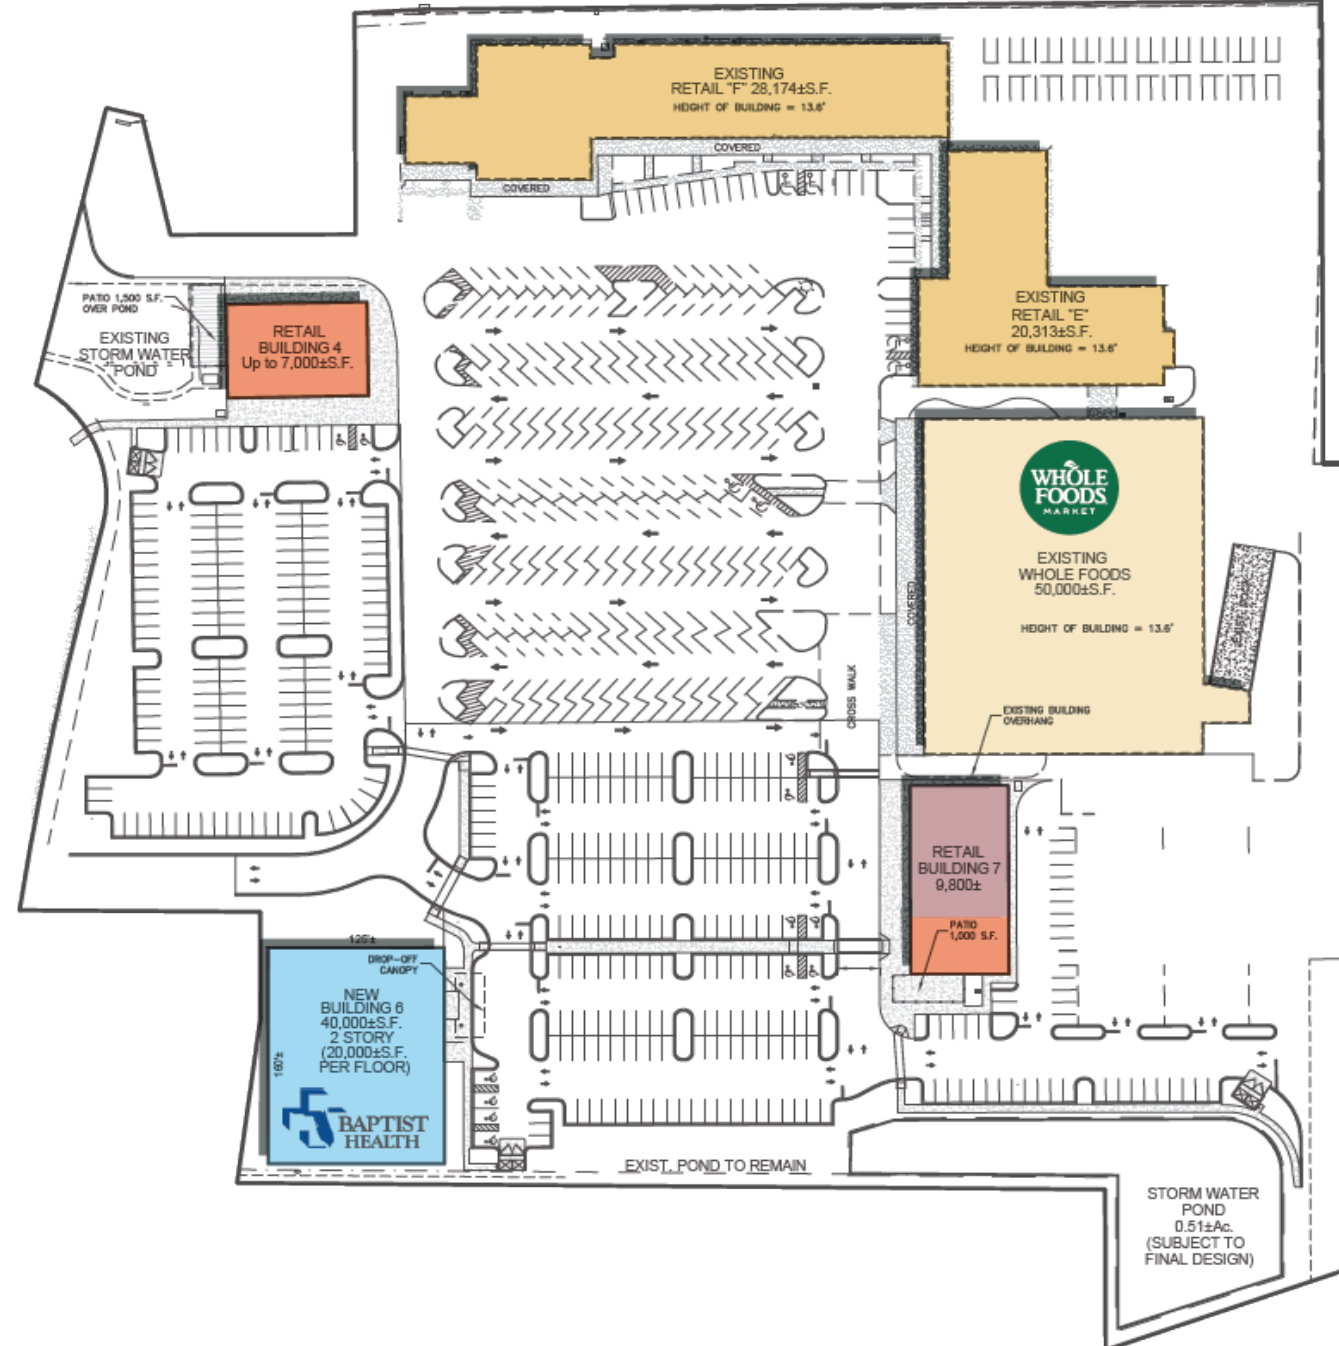 EXISTING
RETAIL "F" 28,174±S.F.
HEIGHT OF BUILDING = 13.6'
COVERED
COVERED
PATIO 1,500 S.F.
OVER POND
EXISTING
STORM WATER
POND
RETAIL
BUILDING 4
Up to 7,000±S.F.
EXISTING
RETAIL "E"
20,313±S.F.
HEIGHT OF BUILDING = 13.6'
WHOLE
FOODS
MARKET
EXISTING
WHOLE FOODS
50,000±S.F.
HEIGHT OF BUILDING = 13.6'
COVERED
CROSS WALK
EXISTING BUILDING
OVERHANG
RETAIL
BUILDING 7
9,800±
PATIO
1,000 S.F.
125'±
DROP-OFF
CANOPY
NEW
BUILDING 6
40,000±S.F.
2 STORY
(20,000±S.F.
PER FLOOR)
160'±
BAPTIST
HEALTH
EXIST. POND TO REMAIN
STORM WATER
POND
0.51±Ac.
(SUBJECT TO
FINAL DESIGN)